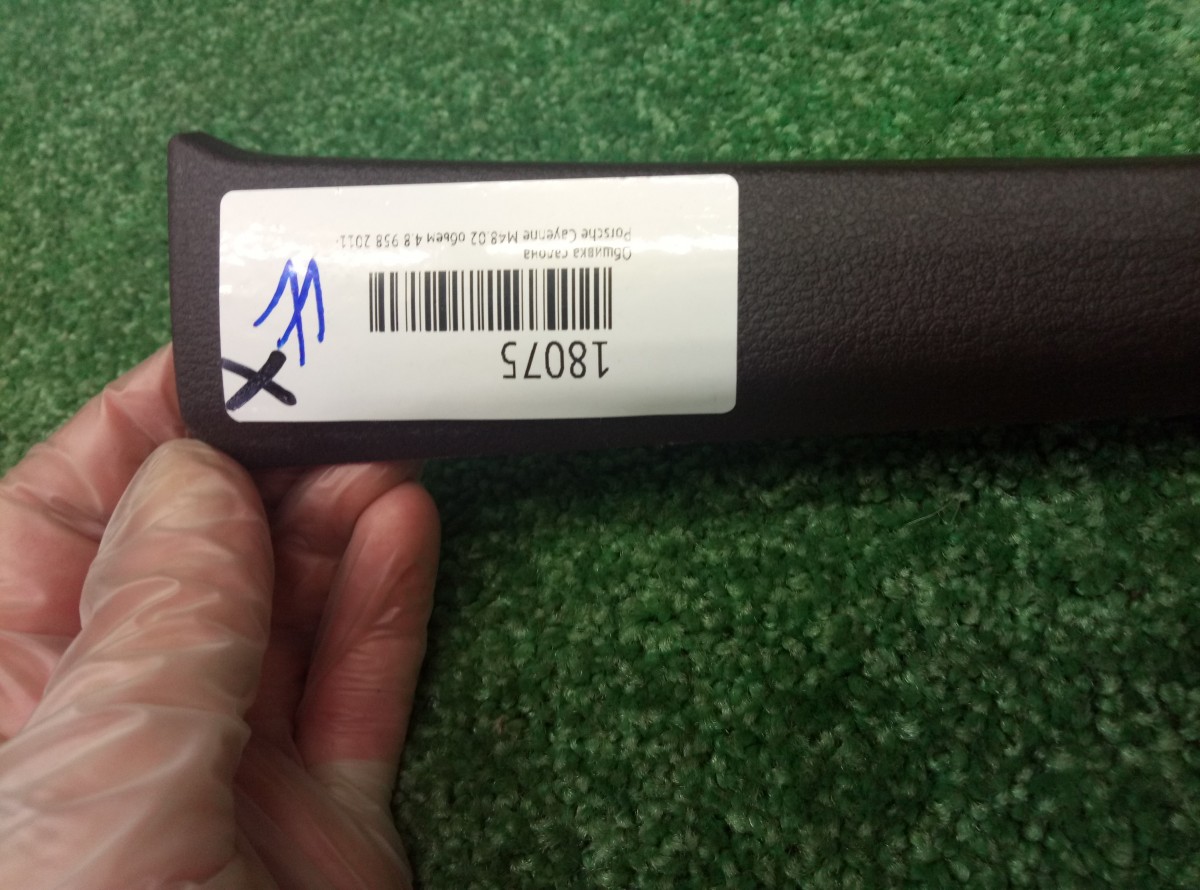 18075
Обшивка салона
Porsche Cayenne M48.02 объем 4.8 958 2011-